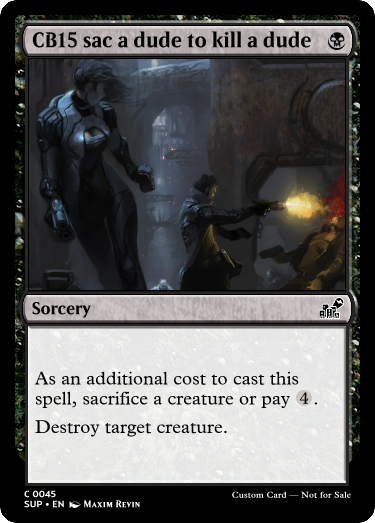 CB15 sac a dude to kill a dude
Sorcery
As an additional cost to cast this
spell, sacrifice a creature or pay 4.
Destroy target creature.
C 0045
SUP • EN Maxim Revin
Custom Card — Not for Sale